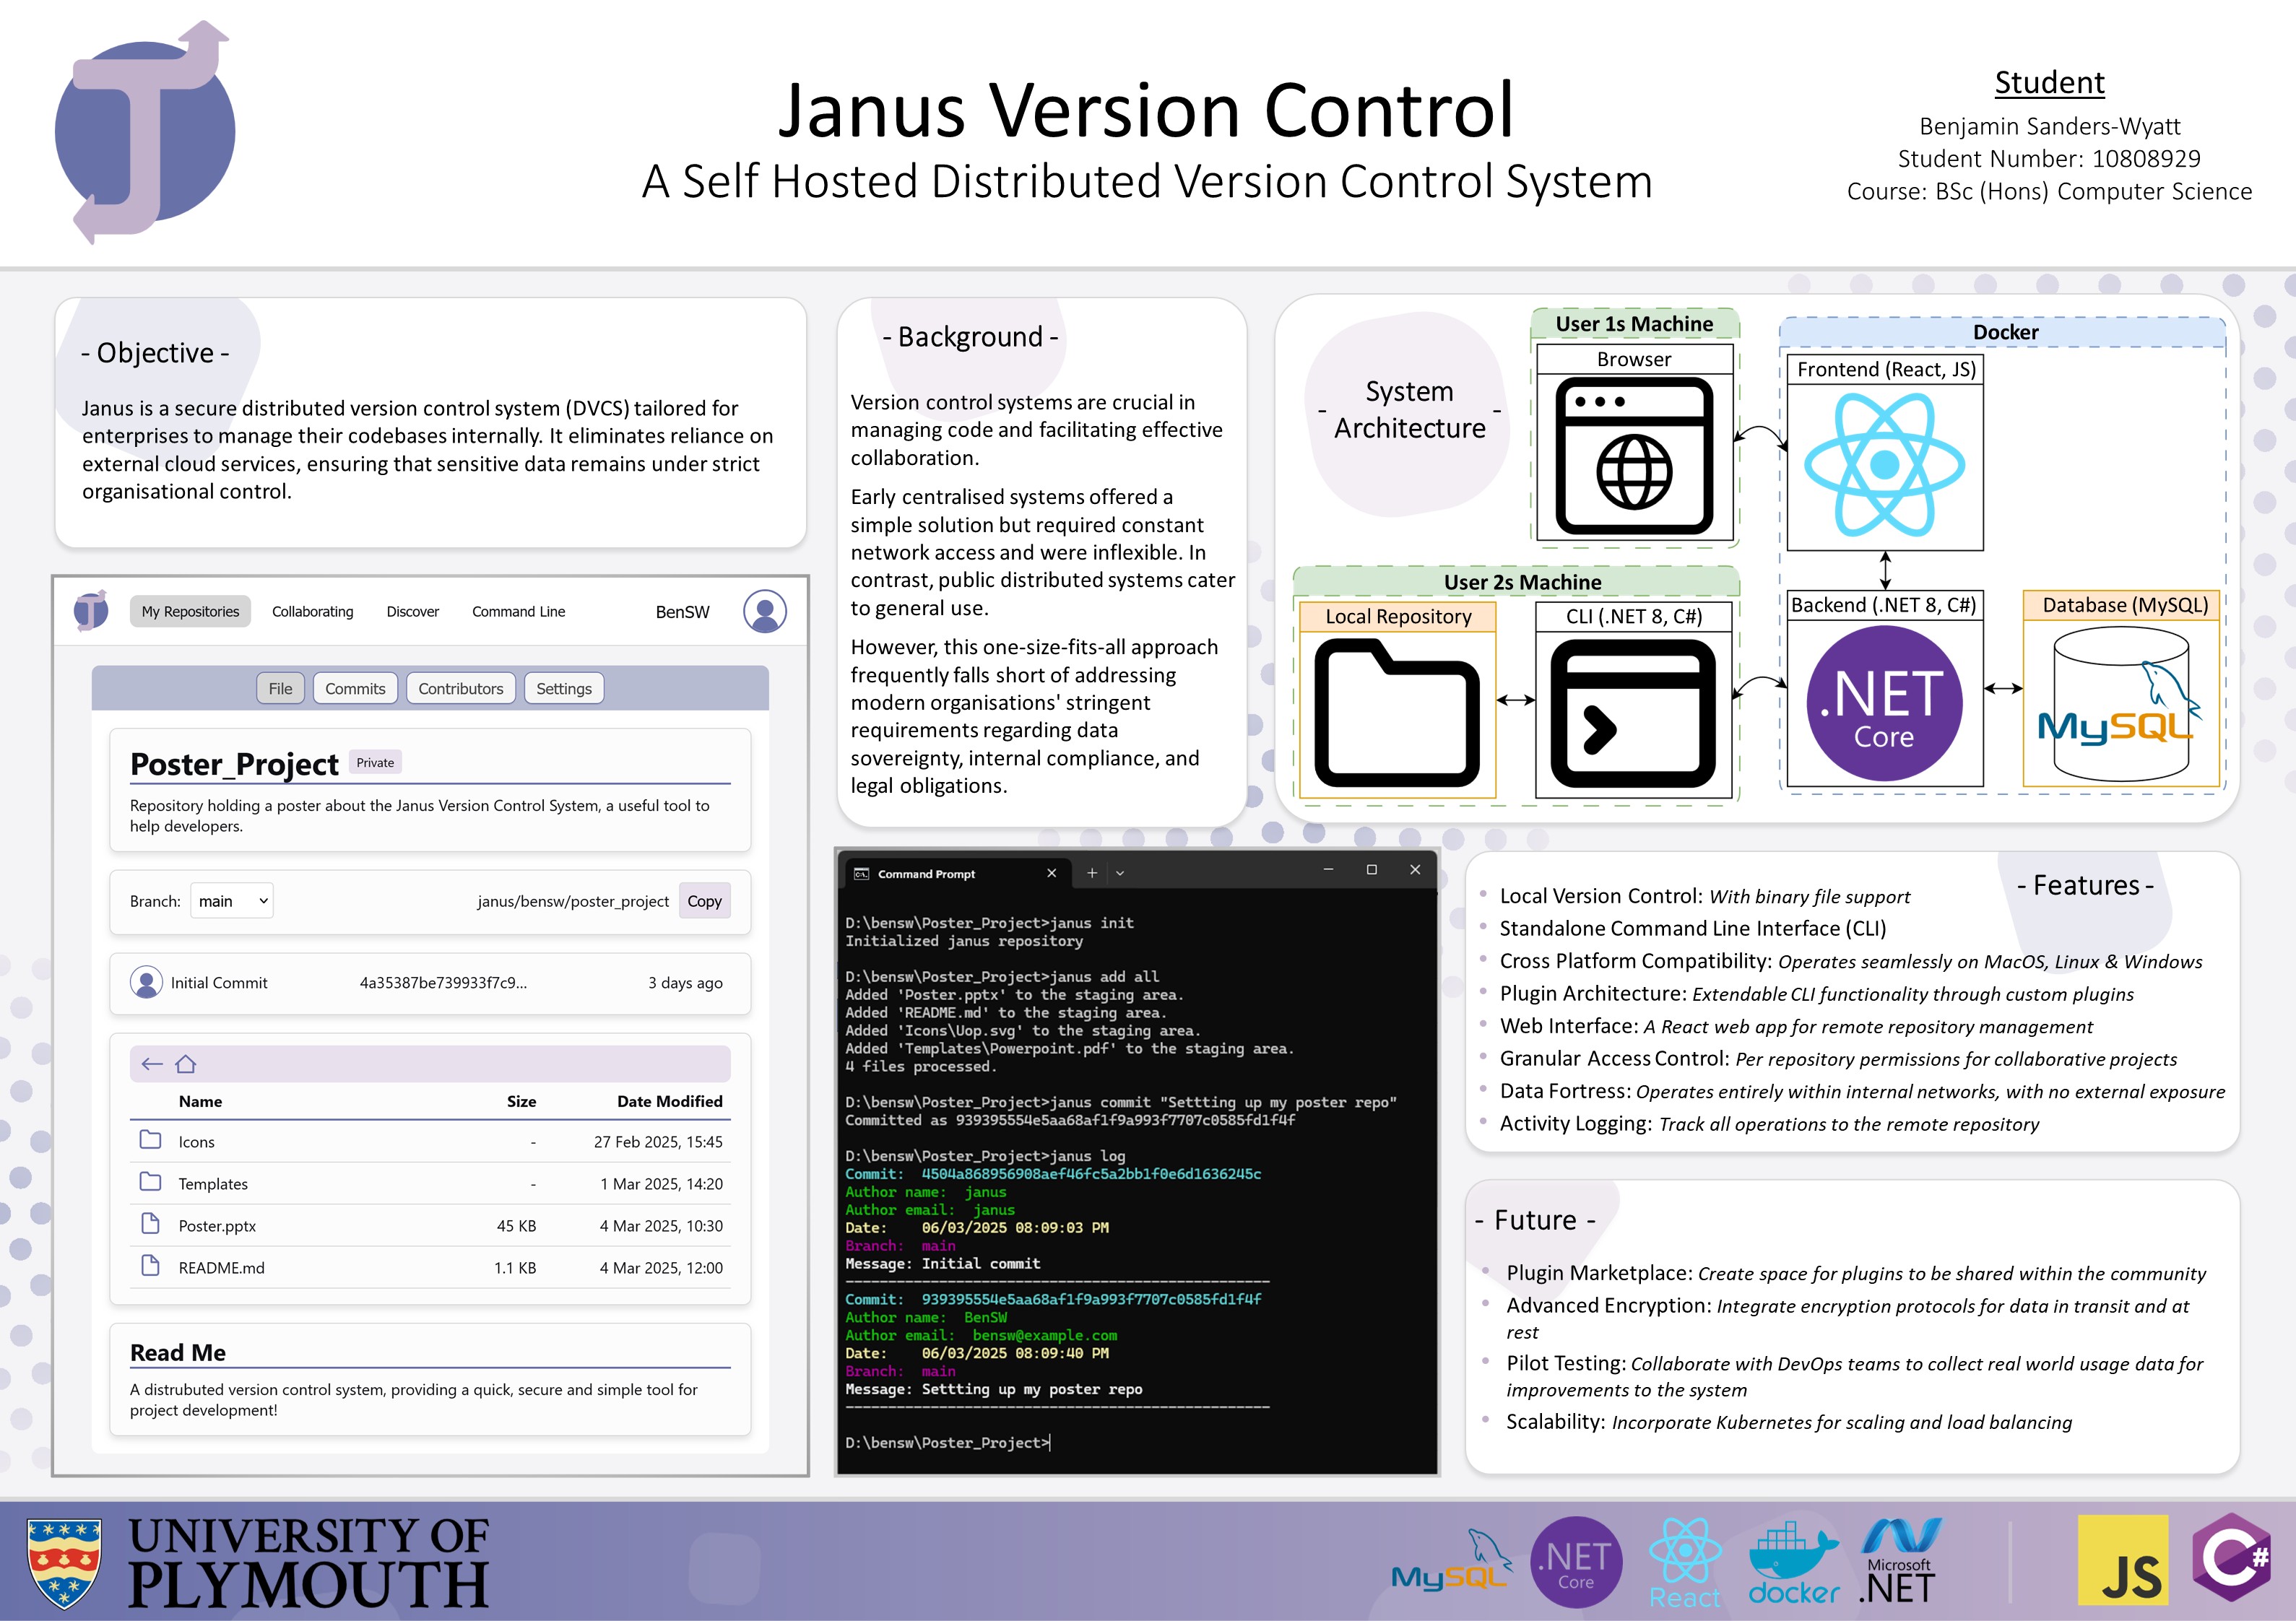 Janus Version Control
A Self Hosted Distributed Version Control System
Student
Benjamin Sanders-Wyatt
Student Number: 10808929
Course: BSc (Hons) Computer Science
- Objective -
Janus is a secure distributed version control system (DVCS) tailored for
enterprises to manage their codebases internally. It eliminates reliance on
external cloud services, ensuring that sensitive data remains under strict
organisational control.
My Repositories Collaborating Discover Command Line BenSW
File Commits Contributors Settings
Poster_Project Private
Repository holding a poster about the Janus Version Control System, a useful tool to
help developers.
Branch: main janus/bensw/poster_project Copy
Initial Commit 4a35387be739933f7c9... 3 days ago
Name Size Date Modified
Icons - 27 Feb 2025, 15:45
Templates - 1 Mar 2025, 14:20
Poster.pptx 45 KB 4 Mar 2025, 10:30
README.md 1.1 KB 4 Mar 2025, 12:00
Read Me
A distrubuted version control system, providing a quick, secure and simple tool for
project development!
- Background -
Version control systems are crucial in
managing code and facilitating effective
collaboration.
Early centralised systems offered a
simple solution but required constant
network access and were inflexible. In
contrast, public distributed systems cater
to general use.
However, this one-size-fits-all approach
frequently falls short of addressing
modern organisations' stringent
requirements regarding data
sovereignty, internal compliance, and
legal obligations.
- System Architecture -
User 1s Machine
Browser
Docker
Frontend (React, JS)
User 2s Machine
Local Repository
CLI (.NET 8, C#)
Backend (.NET 8, C#)
.NET
Core
Database (MySQL)
MySQL
Command Prompt
D:\bensw\Poster_Project>janus init
Initialized janus repository
D:\bensw\Poster_Project>janus add all
Added 'Poster.pptx' to the staging area.
Added 'README.md' to the staging area.
Added 'Icons\Uop.svg' to the staging area.
Added 'Templates\Powerpoint.pdf' to the staging area.
4 files processed.
D:\bensw\Poster_Project>janus commit "Settting up my poster repo"
Committed as 939395554e5aa68af1f9a993f7707c0585fd1f4f
D:\bensw\Poster_Project>janus log
Commit: 4504a868956908aef46fc5a2bb1f0e6d1636245c
Author name: janus
Author email: janus
Date: 06/03/2025 08:09:03 PM
Branch: main
Message: Initial commit
--------------------------------------------------
Commit: 939395554e5aa68af1f9a993f7707c0585fd1f4f
Author name: BenSW
Author email: bensw@example.com
Date: 06/03/2025 08:09:40 PM
Branch: main
Message: Settting up my poster repo
--------------------------------------------------
D:\bensw\Poster_Project>
- Features -
• Local Version Control: With binary file support
• Standalone Command Line Interface (CLI)
• Cross Platform Compatibility: Operates seamlessly on MacOS, Linux & Windows
• Plugin Architecture: Extendable CLI functionality through custom plugins
• Web Interface: A React web app for remote repository management
• Granular Access Control: Per repository permissions for collaborative projects
• Data Fortress: Operates entirely within internal networks, with no external exposure
• Activity Logging: Track all operations to the remote repository
- Future -
• Plugin Marketplace: Create space for plugins to be shared within the community
• Advanced Encryption: Integrate encryption protocols for data in transit and at
rest
• Pilot Testing: Collaborate with DevOps teams to collect real world usage data for
improvements to the system
• Scalability: Incorporate Kubernetes for scaling and load balancing
UNIVERSITY OF
PLYMOUTH
MySQL
.NET
Core
React
docker
Microsoft
.NET
JS
C#